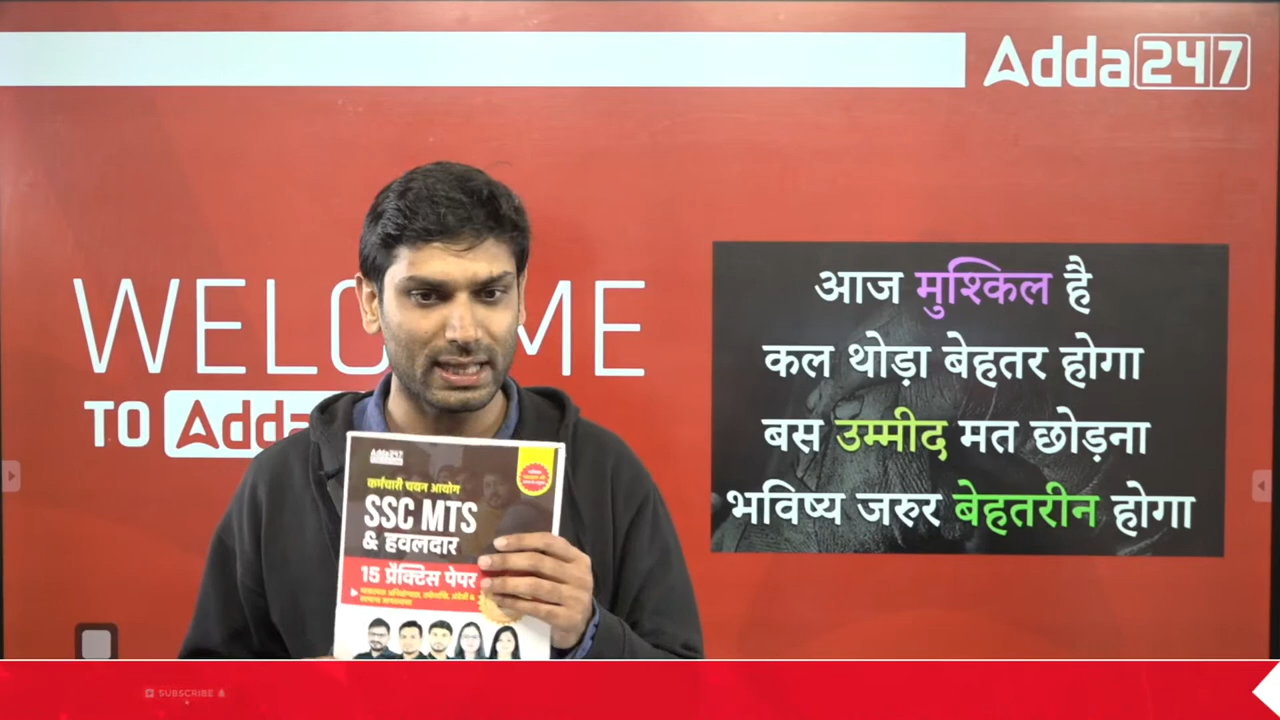 Adda247
WELCOME
TO Adda
आज मुश्किल है
कल थोड़ा बेहतर होगा
बस उम्मीद मत छोड़ना
भविष्य जरुर बेहतरीन होगा
Adda247
कर्मचारी चयन आयोग
SSC MTS
& हवलदार
15 प्रैक्टिस पेपर
SUBSCRIBE